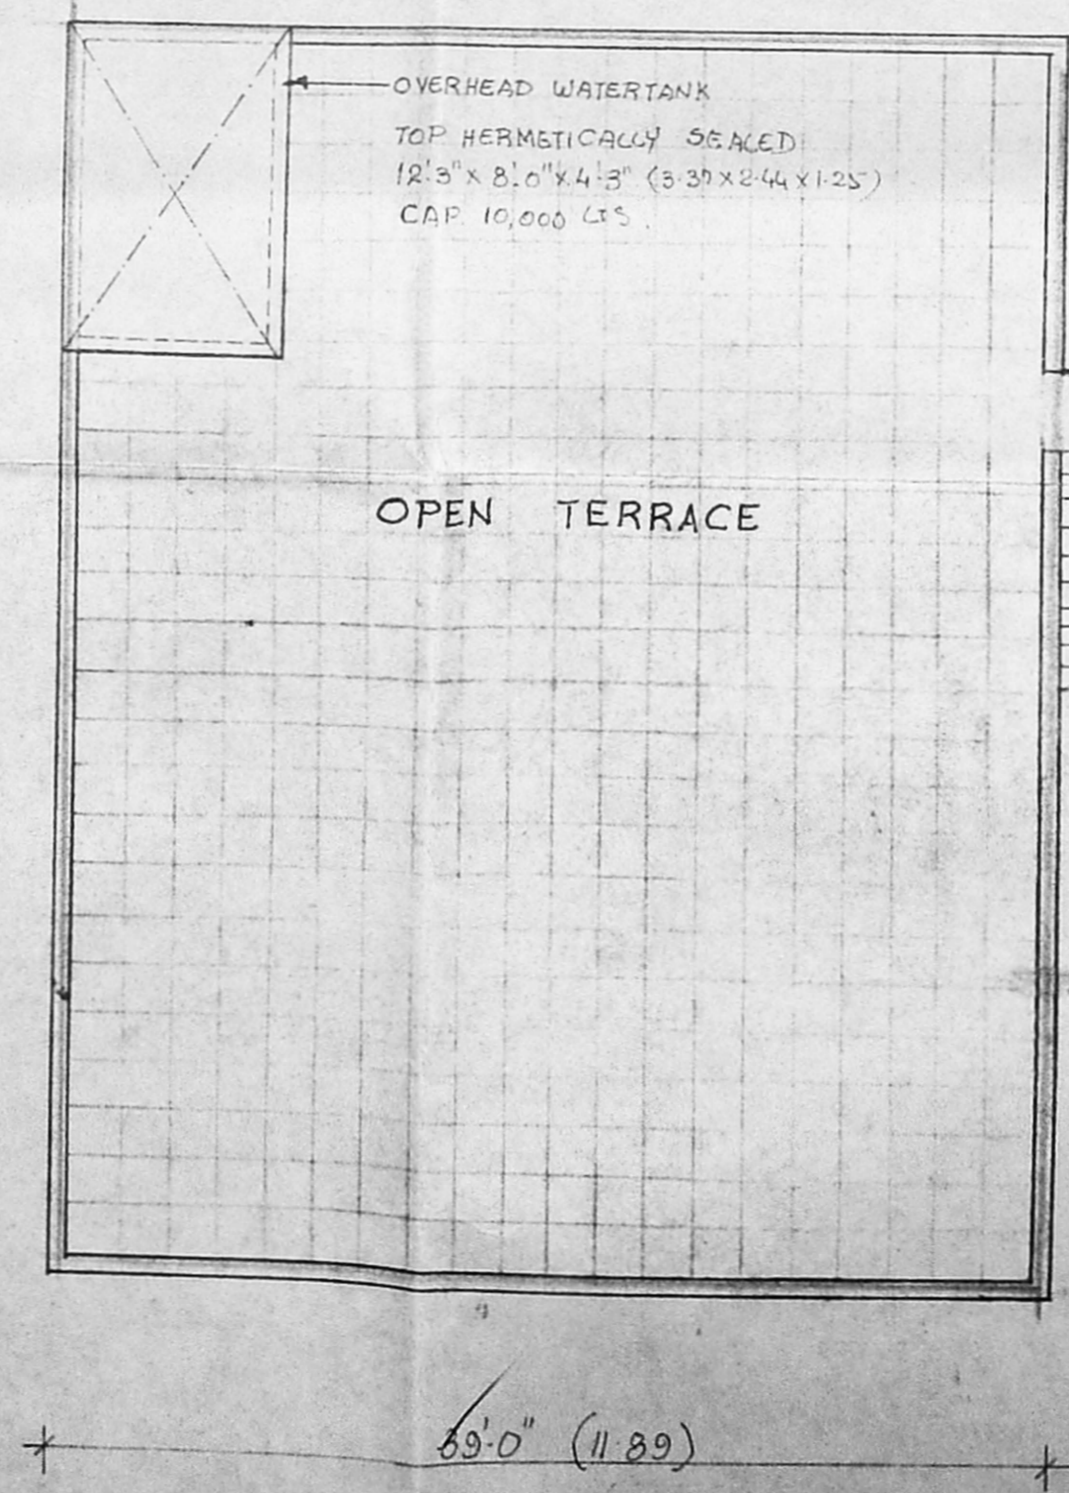 OVERHEAD WATERTANK
TOP HERMETICALLY SEALED
12'.3" x 8'.0" x 4'.3" (3.37 x 2.44 x 1.25)
CAP. 10,000 LTS.
OPEN TERRACE
39'-0" (11.89)